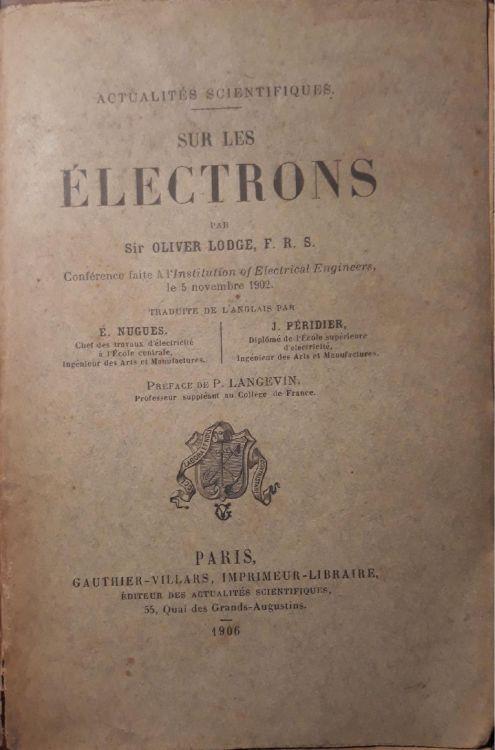 ACTUALITÉS SCIENTIFIQUES.
SUR LES
ÉLECTRONS
PAR
Sir OLIVER LODGE, F. R. S.
Conférence faite à l'Institution of Electrical Engineers,
le 5 novembre 1902.
TRADUITE DE L'ANGLAIS PAR
É. NUGUES.
Chef des travaux d'électricité
à l'École centrale,
Ingénieur des Arts et Manufactures.
J. PÉRIDIER,
Diplômé de l'École supérieure
d'électricité,
Ingénieur des Arts et Manufactures.
PRÉFACE DE P. LANGEVIN.
Professeur suppléant au Collège de France.
PARIS,
GAUTHIER-VILLARS, IMPRIMEUR-LIBRAIRE,
ÉDITEUR DES ACTUALITÉS SCIENTIFIQUES,
55, Quai des Grands-Augustins.
1906